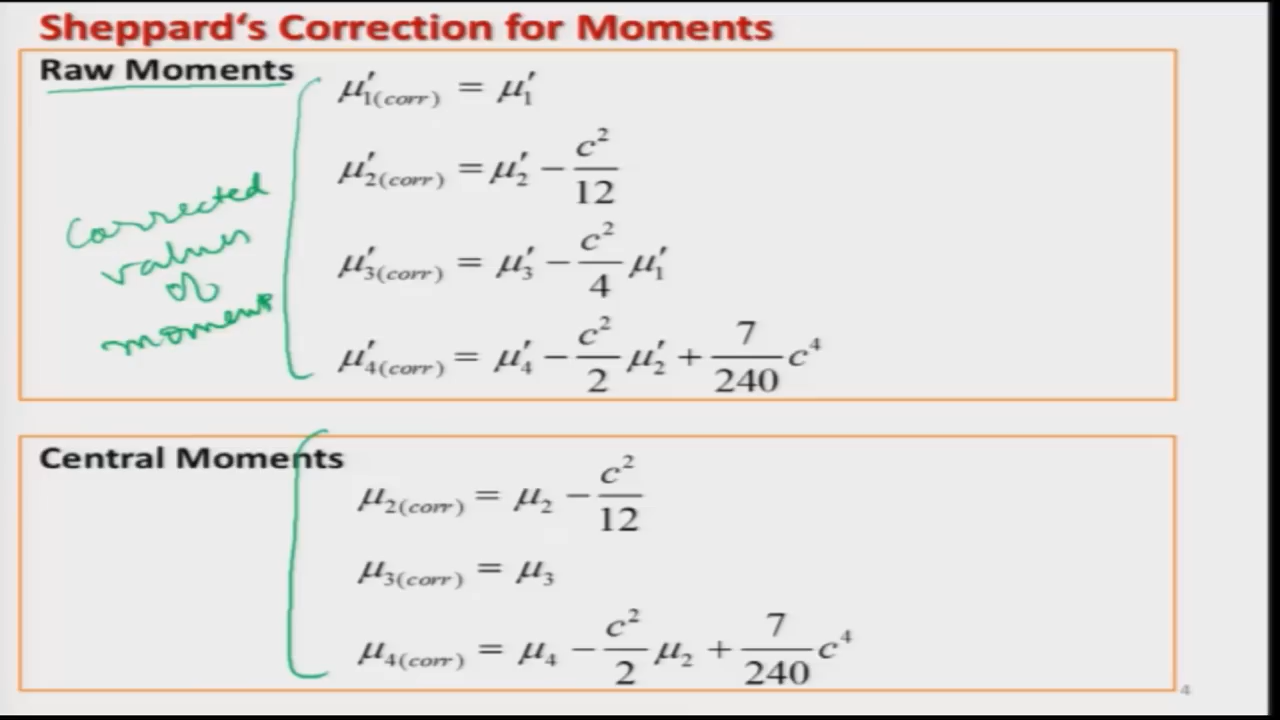 Sheppard‘s Correction for Moments
Raw Moments
μ′1(corr) = μ′1
μ′2(corr) = μ′2 − c²/12
μ′3(corr) = μ′3 − c²/4 μ′1
μ′4(corr) = μ′4 − c²/2 μ′2 + 7/240 c⁴
Corrected
values
of
moments
Central Moments
μ2(corr) = μ2 − c²/12
μ3(corr) = μ3
μ4(corr) = μ4 − c²/2 μ2 + 7/240 c⁴
4